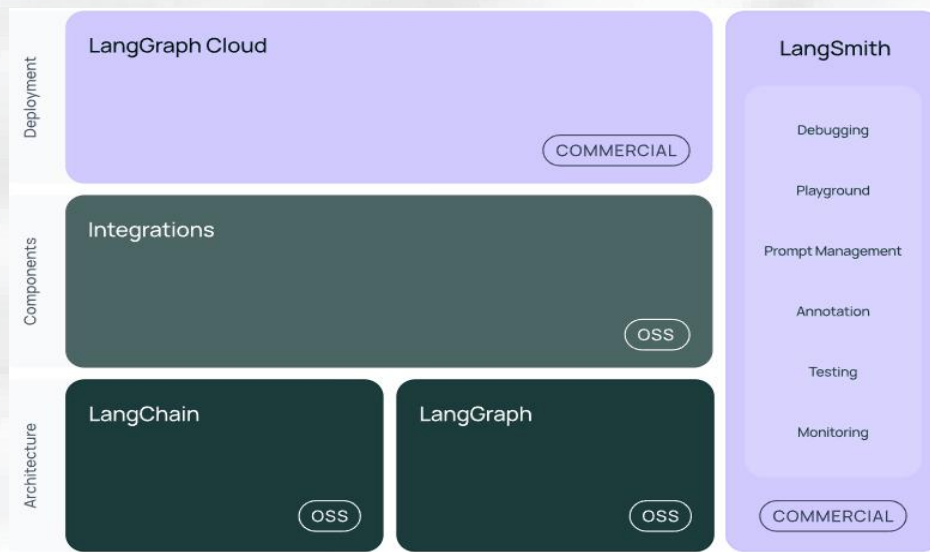 Deployment
LangGraph Cloud
COMMERCIAL
Components
Integrations
OSS
Architecture
LangChain
OSS
LangGraph
OSS
LangSmith
Debugging
Playground
Prompt Management
Annotation
Testing
Monitoring
COMMERCIAL